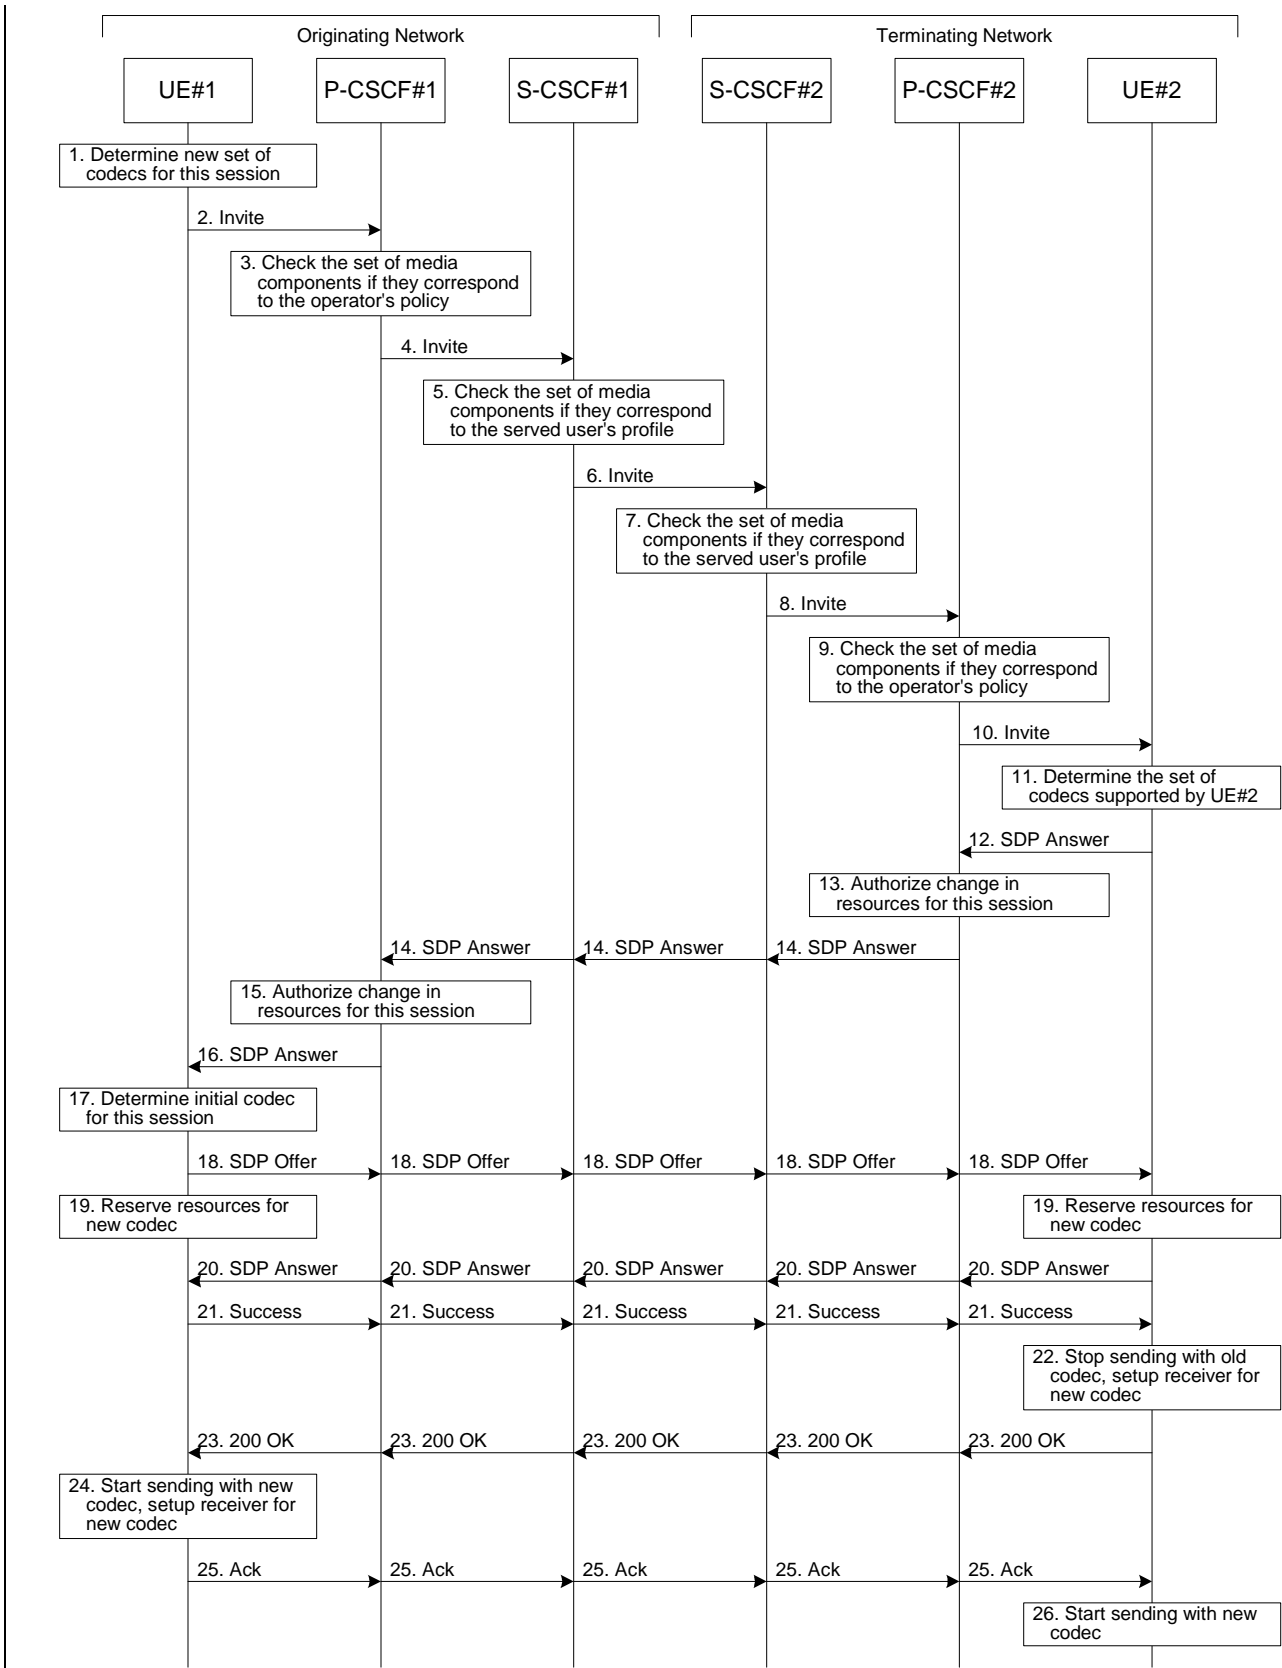 Originating Network
Terminating Network
UE#1
P-CSCF#1
S-CSCF#1
S-CSCF#2
P-CSCF#2
UE#2
1. Determine new set of
codecs for this session
2. Invite
3. Check the set of media
components if they correspond
to the operator's policy
4. Invite
5. Check the set of media
components if they correspond
to the served user's profile
6. Invite
7. Check the set of media
components if they correspond
to the served user's profile
8. Invite
9. Check the set of media
components if they correspond
to the operator's policy
10. Invite
11. Determine the set of
codecs supported by UE#2
12. SDP Answer
13. Authorize change in
resources for this session
14. SDP Answer
14. SDP Answer
14. SDP Answer
15. Authorize change in
resources for this session
16. SDP Answer
17. Determine initial codec
for this session
18. SDP Offer
18. SDP Offer
18. SDP Offer
18. SDP Offer
18. SDP Offer
19. Reserve resources for
new codec
19. Reserve resources for
new codec
20. SDP Answer
20. SDP Answer
20. SDP Answer
20. SDP Answer
20. SDP Answer
21. Success
21. Success
21. Success
21. Success
21. Success
22. Stop sending with old
codec, setup receiver for
new codec
23. 200 OK
23. 200 OK
23. 200 OK
23. 200 OK
23. 200 OK
24. Start sending with new
codec, setup receiver for
new codec
25. Ack
25. Ack
25. Ack
25. Ack
25. Ack
26. Start sending with new
codec